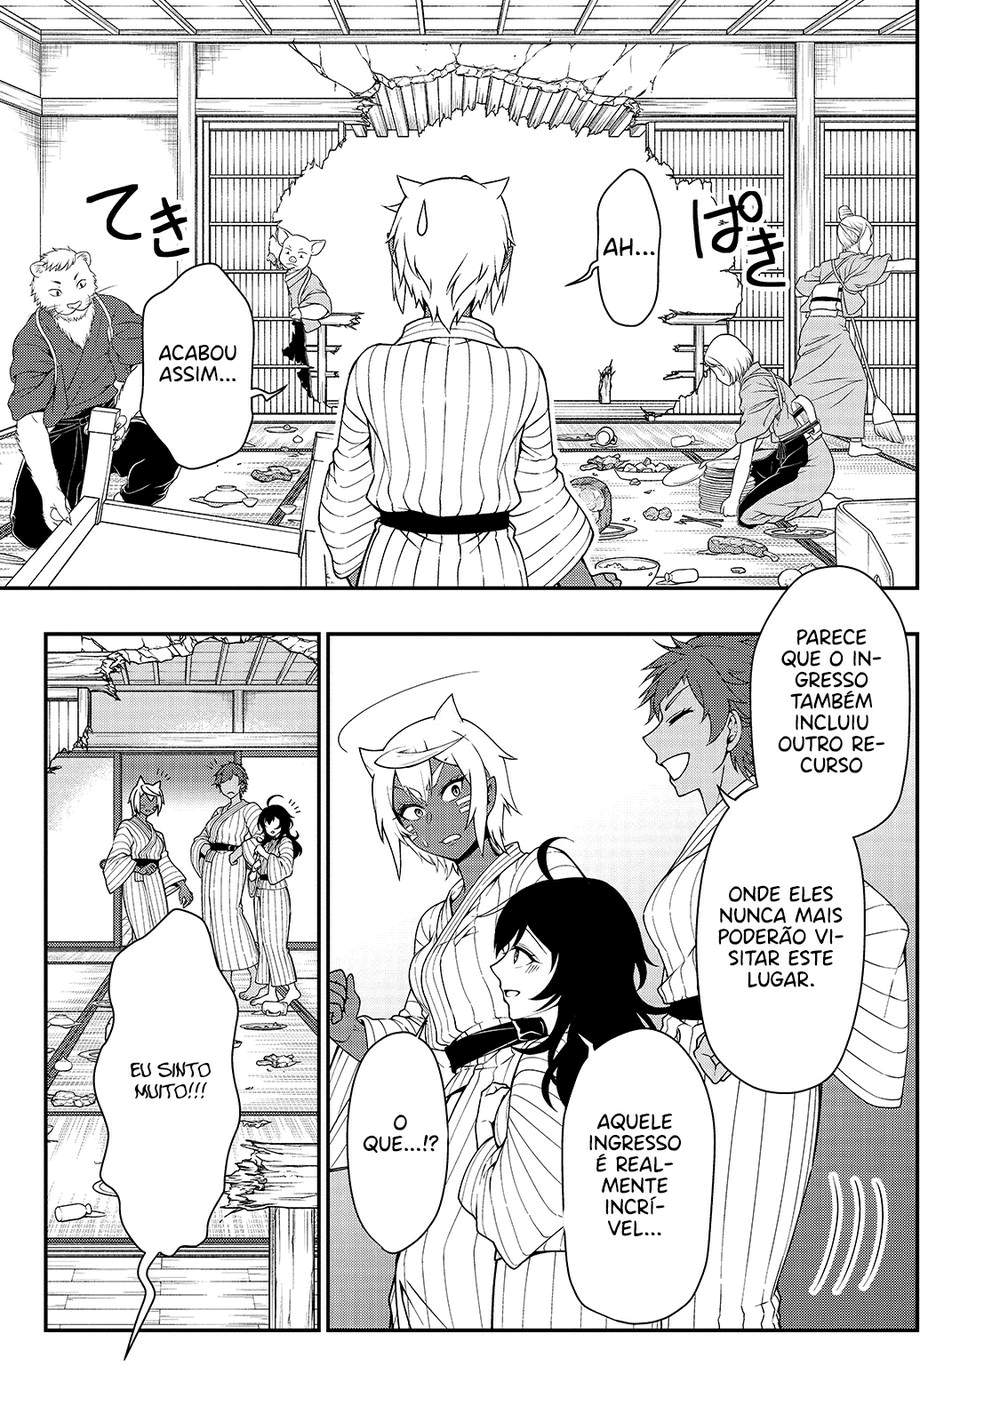 ぱき
AH...
てき
ACABOU
ASSIM...
PARECE
QUE O IN-
GRESSO
TAMBÉM
INCLUIU
OUTRO RE-
CURSO
ONDE ELES
NUNCA MAIS
PODERÃO VI-
SITAR ESTE
LUGAR.
AQUELE
INGRESSO
É REAL-
MENTE
INCRÍ-
VEL...
O
QUE...!?
EU SINTO
MUITO!!!